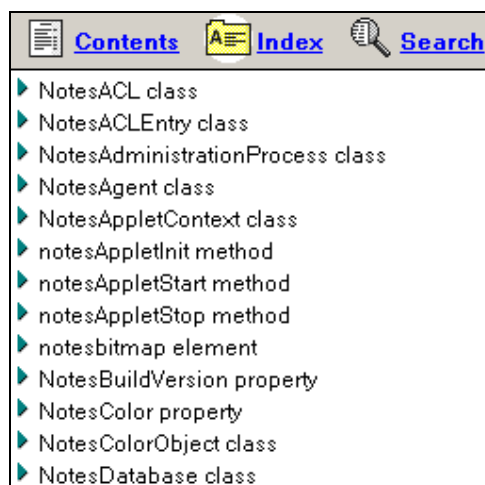 Contents Index Search
NotesACL class
NotesACLEntry class
NotesAdministrationProcess class
NotesAgent class
NotesAppletContext class
notesAppletInit method
notesAppletStart method
notesAppletStop method
notesbitmap element
NotesBuildVersion property
NotesColor property
NotesColorObject class
NotesDatabase class